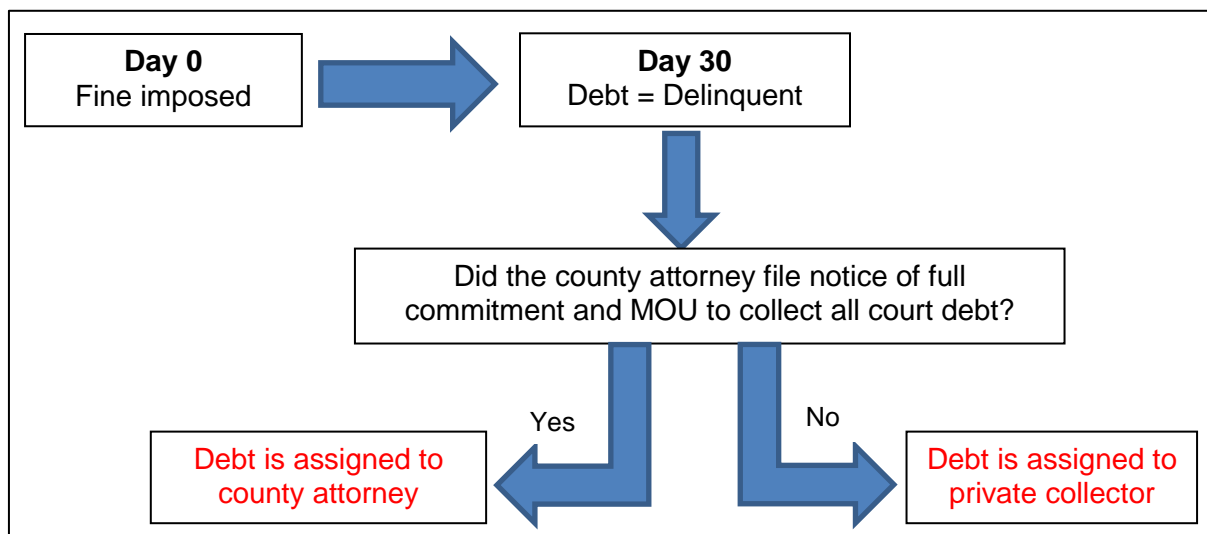 Day 0
Fine imposed
Day 30
Debt = Delinquent
Did the county attorney file notice of full
commitment and MOU to collect all court debt?
Yes
No
Debt is assigned to
county attorney
Debt is assigned to
private collector